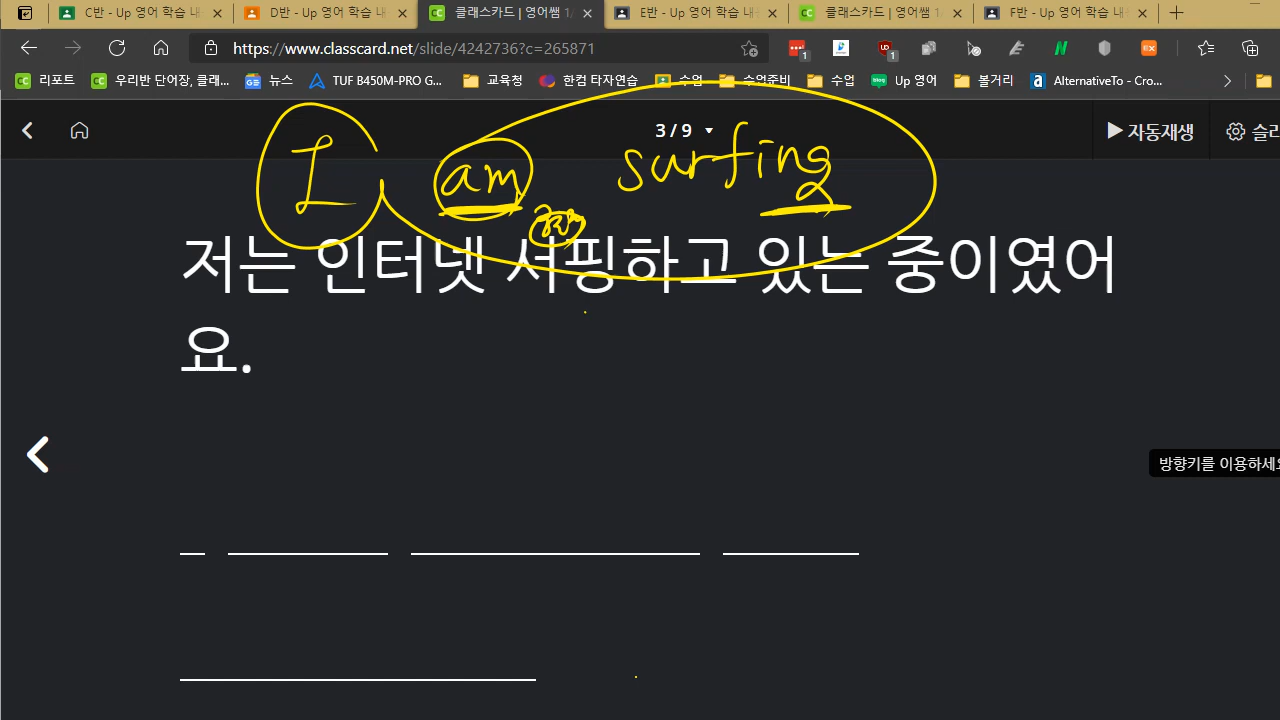 C반 - Up 영어 학습 내 D반 - Up 영어 학습 내 클래스카드 | 영어쌤 1 E반 - Up 영어 학습 내 클래스카드 | 영어쌤 1 F반 - Up 영어 학습 내
https://www.classcard.net/slide/4242736?c=265871
리포트 우리반 단어장, 클래... 뉴스 TUF B450M-PRO G... 교육청 한컴 타자연습 수업 수업준비 수업 Up 영어 볼거리 AlternativeTo - Cro...
3 / 9 자동재생 슬라
I am surfing
저는 인터넷 서핑하고 있는 중이였어
요.
방향키를 이용하세요